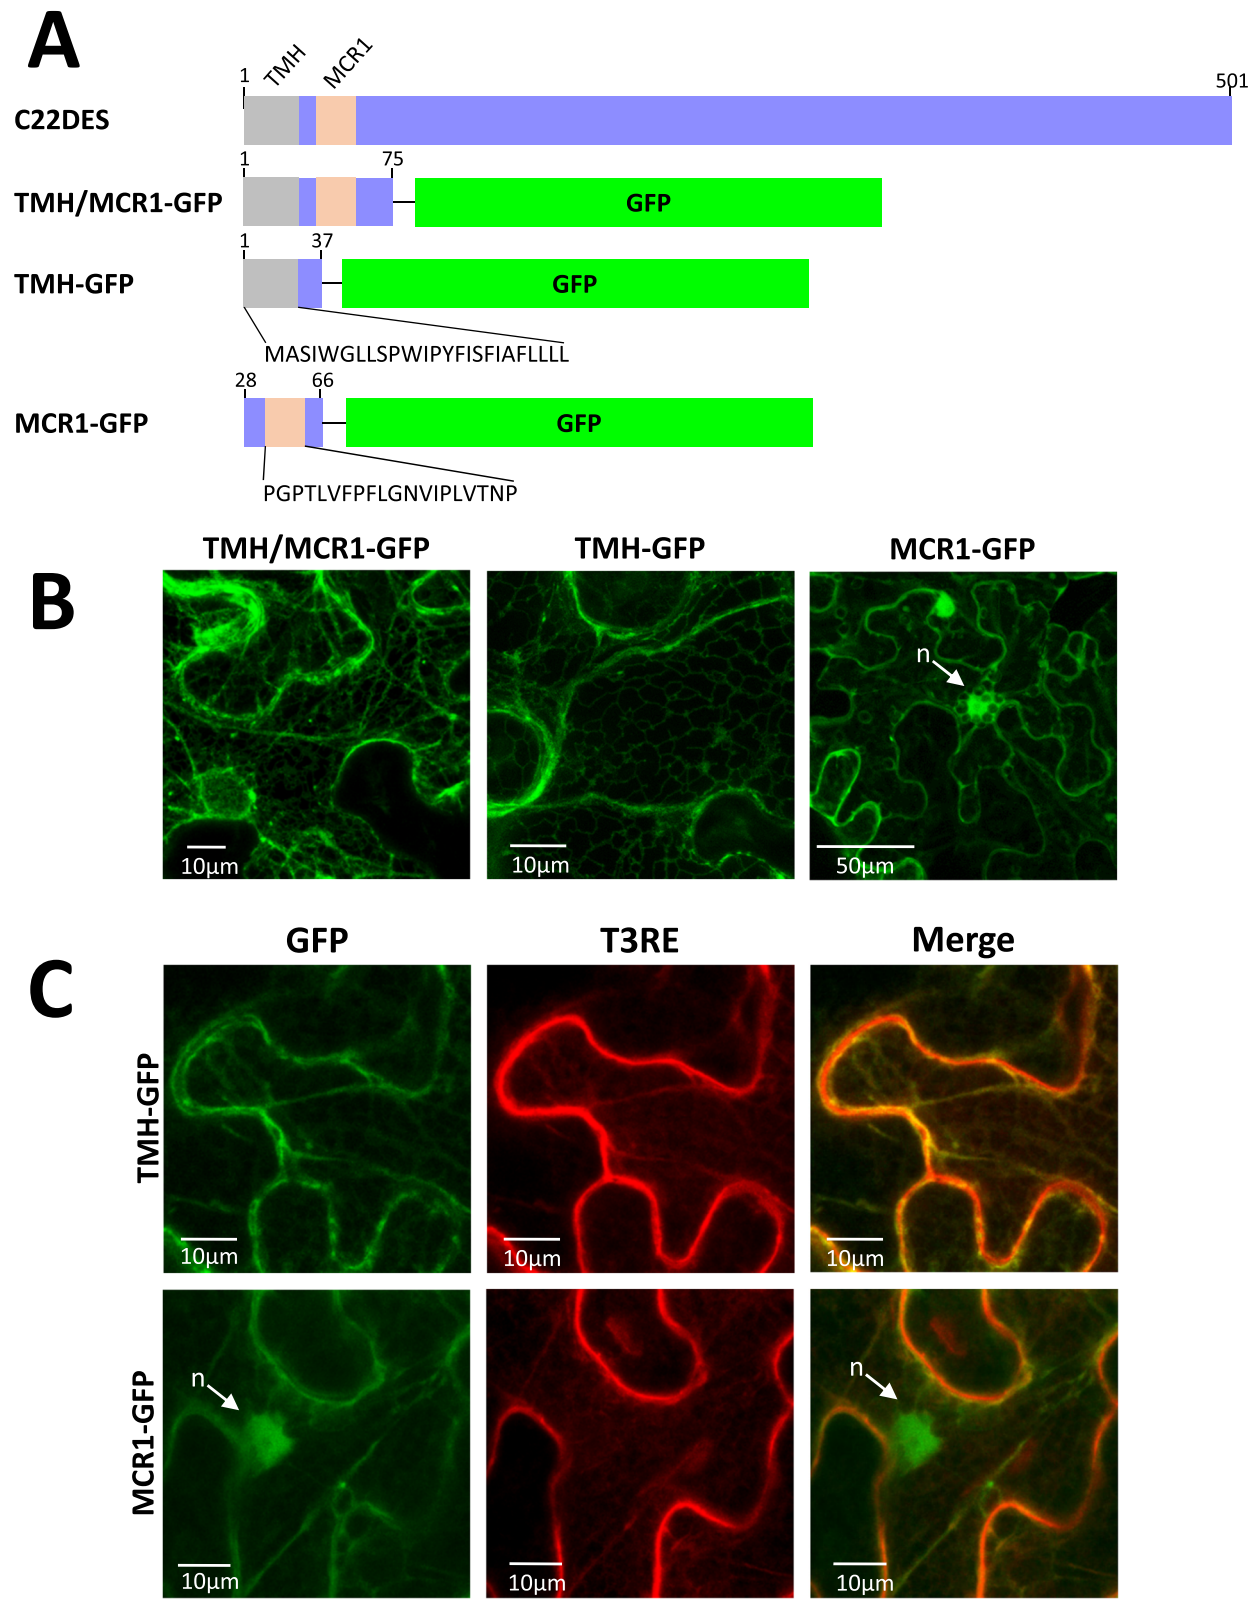 A
TMH MCR1
1 501
C22DES
1 75
TMH/MCR1-GFP GFP
1 37
TMH-GFP GFP
MASIWGLLSPWIPYFISFIAFLLLL
28 66
MCR1-GFP GFP
PGPTLVFPFLGNVIPLVTNP
B
TMH/MCR1-GFP TMH-GFP MCR1-GFP
n
10µm 10µm 50µm
C
GFP T3RE Merge
TMH-GFP
10µm 10µm 10µm
MCR1-GFP
n n
10µm 10µm 10µm